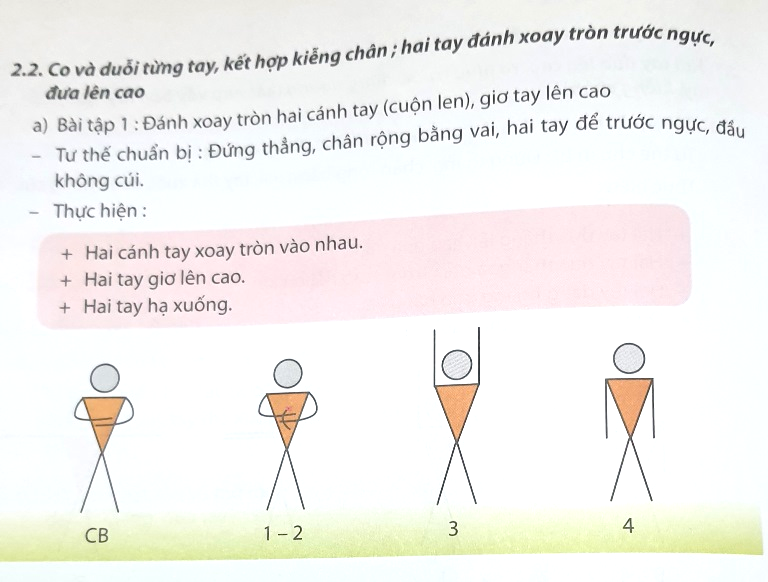 2.2. Co và duỗi từng tay, kết hợp kiễng chân ; hai tay đánh xoay tròn trước ngực,
đưa lên cao
a) Bài tập 1 : Đánh xoay tròn hai cánh tay (cuộn len), giơ tay lên cao
– Tư thế chuẩn bị : Đứng thẳng, chân rộng bằng vai, hai tay để trước ngực, đầu
không cúi.
– Thực hiện :
+ Hai cánh tay xoay tròn vào nhau.
+ Hai tay giơ lên cao.
+ Hai tay hạ xuống.
CB 1 – 2 3 4